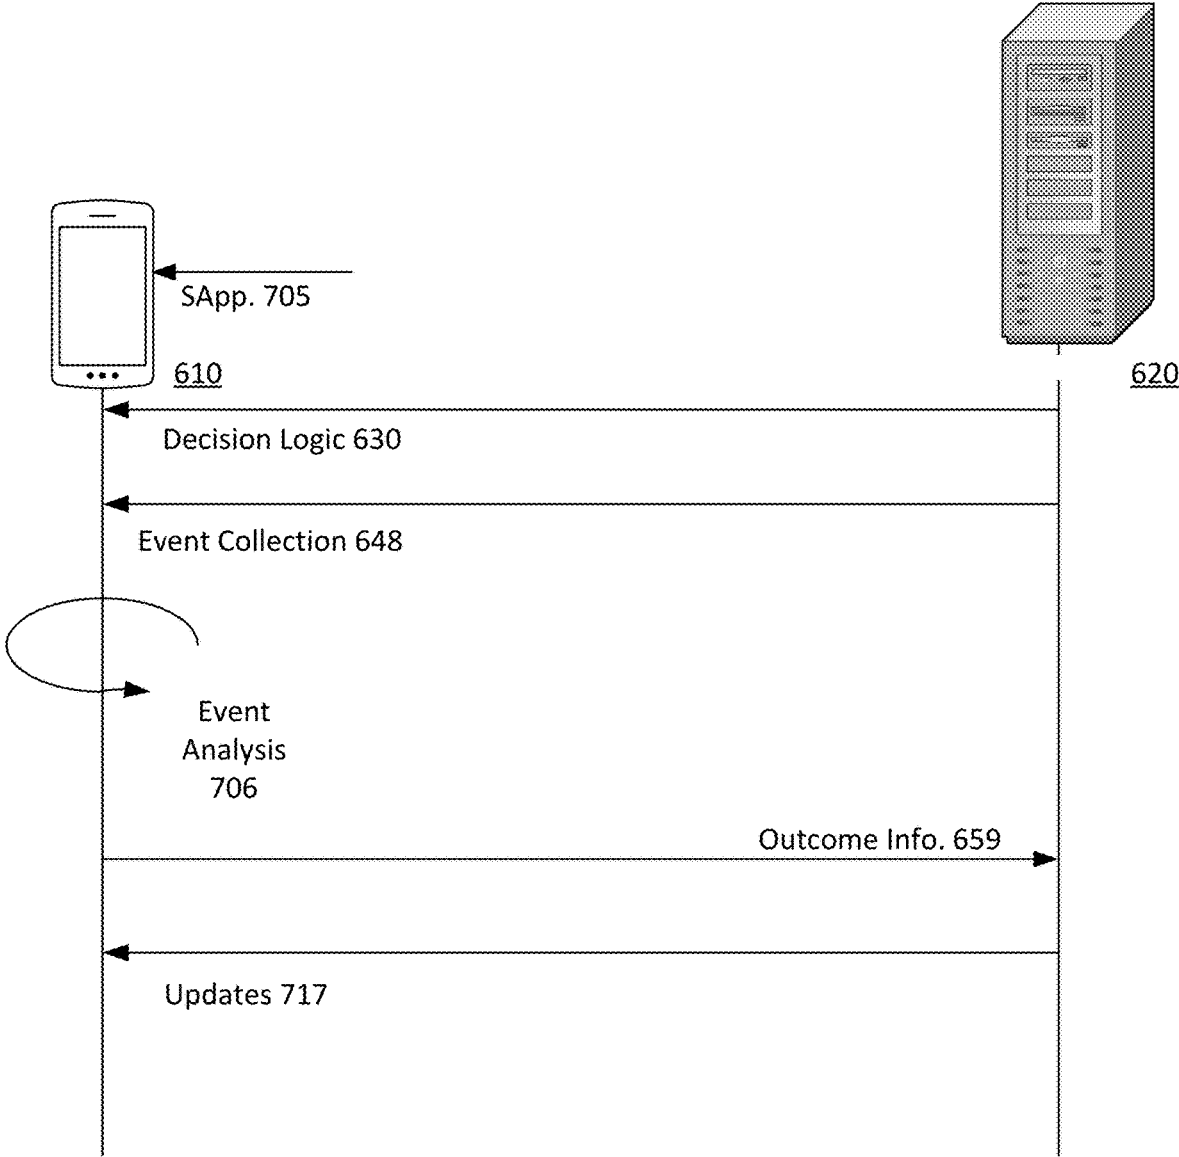 SApp. 705
610
620
Decision Logic 630
Event Collection 648
Event
Analysis
706
Outcome Info. 659
Updates 717